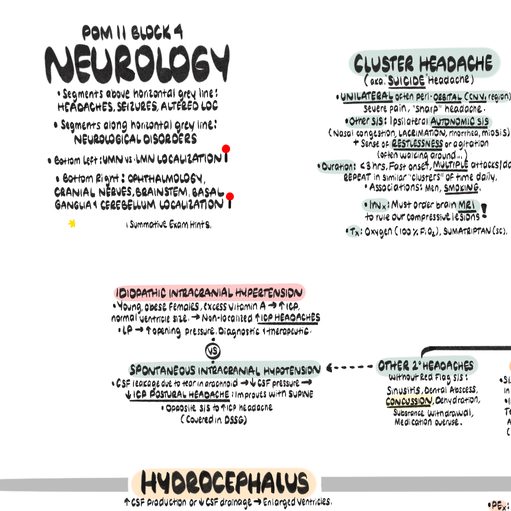 POM II BLOCK 4
NEUROLOGY
• Segments above horizontal grey line:
HEADACHES, SEIZURES, ALTERED LOC
• Segments along horizontal grey line:
NEUROLOGICAL DISORDERS
• Bottom Left: UMN vs. LMN LOCALIZATION
• Bottom Right: OPHTHALMOLOGY,
CRANIAL NERVES, BRAINSTEM, BASAL
GANGLIA & CEREBELLUM LOCALIZATION
: Summative Exam Hints.
CLUSTER HEADACHE
(aka. SUICIDE Headache)
• UNILATERAL often peri-ORBITAL (CNV, region)
Severe pain, "sharp" headache.
• Other SiS: Ipsilateral AUTONOMIC SiS
(Nasal congestion, LACRIMATION, rhinorrhea, miosis)
+ Sense of RESTLESSNESS or agitation
(often walking around...)
• Duration: <3 hrs. Fast onset, MULTIPLE attacks/da
REPEAT in similar "clusters" of time daily.
• Associations: Men, SMOKING.
• Inx: Must order brain MRI
to rule out compressive lesions!
• Tx: Oxygen (100% FiO₂), SUMATRIPTAN (SC).
IDIOPATHIC INTRACRANIAL HYPERTENSION
• Young, obese Females, excess vitamin A → ↑ICP,
normal ventricle size. → Non-localized ↑ICP HEADACHES
• LP → ↑ opening pressure. Diagnostic & therapeutic.
VS
SPONTANEOUS INTRACRANIAL HYPOTENSION
• CSF leakage due to tear in arachnoid → ↓ CSF pressure →
↓ ICP POSTURAL HEADACHE: Improves with SUPINE
• Opposite SiS to ↑ICP headache
(Covered in DSSG)
OTHER 2° HEADACHES
Without Red Flag SiS:
Sinusitis, Dental Abscess,
CONCUSSION, Dehydration,
Substance Withdrawal,
Medication overuse.
HYDROCEPHALUS
↑ CSF Production or ↓ CSF drainage → Enlarged Ventricles.
• PEx: